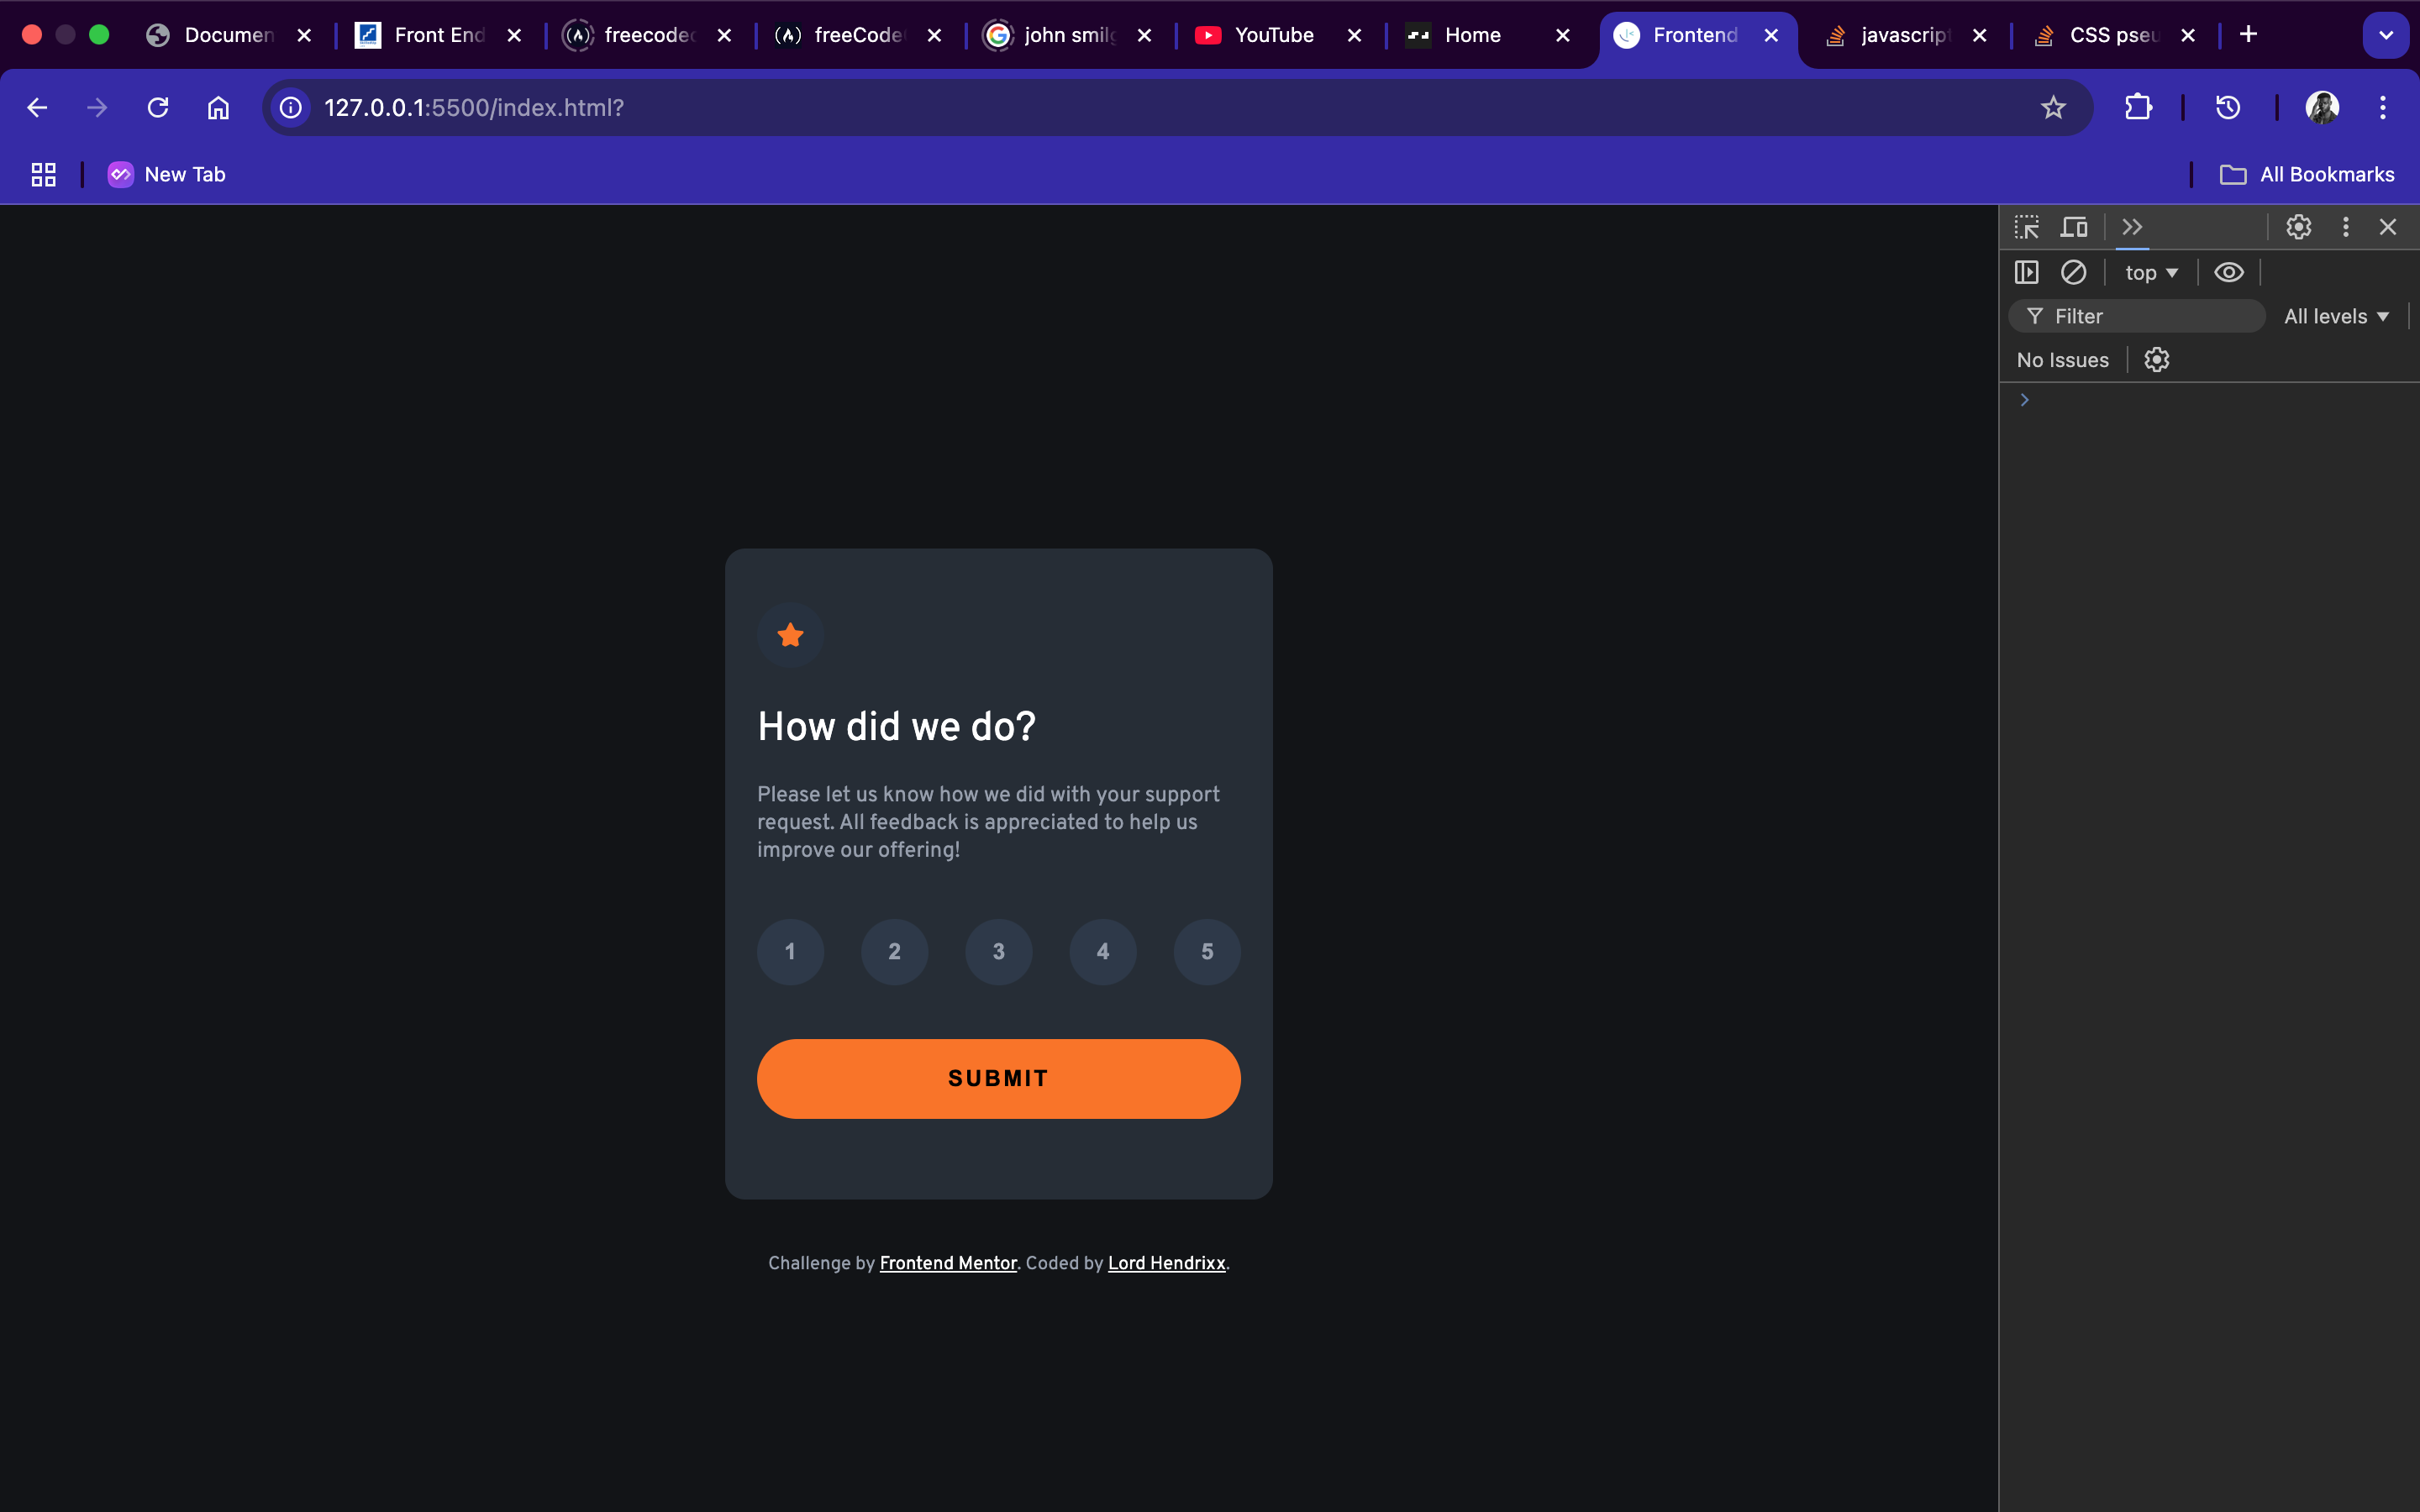 Documen
Front End
freecodec
freeCode
john smilg
YouTube
Home
Frontend
javascript
CSS pseu
127.0.0.1:5500/index.html?
New Tab
All Bookmarks
top
Filter
All levels
No Issues
How did we do?
Please let us know how we did with your support
request. All feedback is appreciated to help us
improve our offering!
1 2 3 4 5
SUBMIT
Challenge by Frontend Mentor. Coded by Lord Hendrixx.